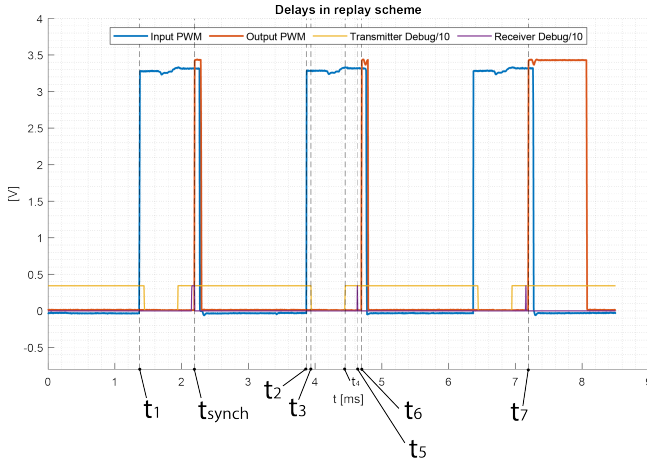 Delays in replay scheme
Input PWM Output PWM Transmitter Debug/10 Receiver Debug/10
4
3.5
3
2.5
2
1.5
1
0.5
0
-0.5
[V]
0 1 2 3 4 5 6 7 8 9
t4
t [ms]
t1 tsynch t2 t3 t5 t6 t7